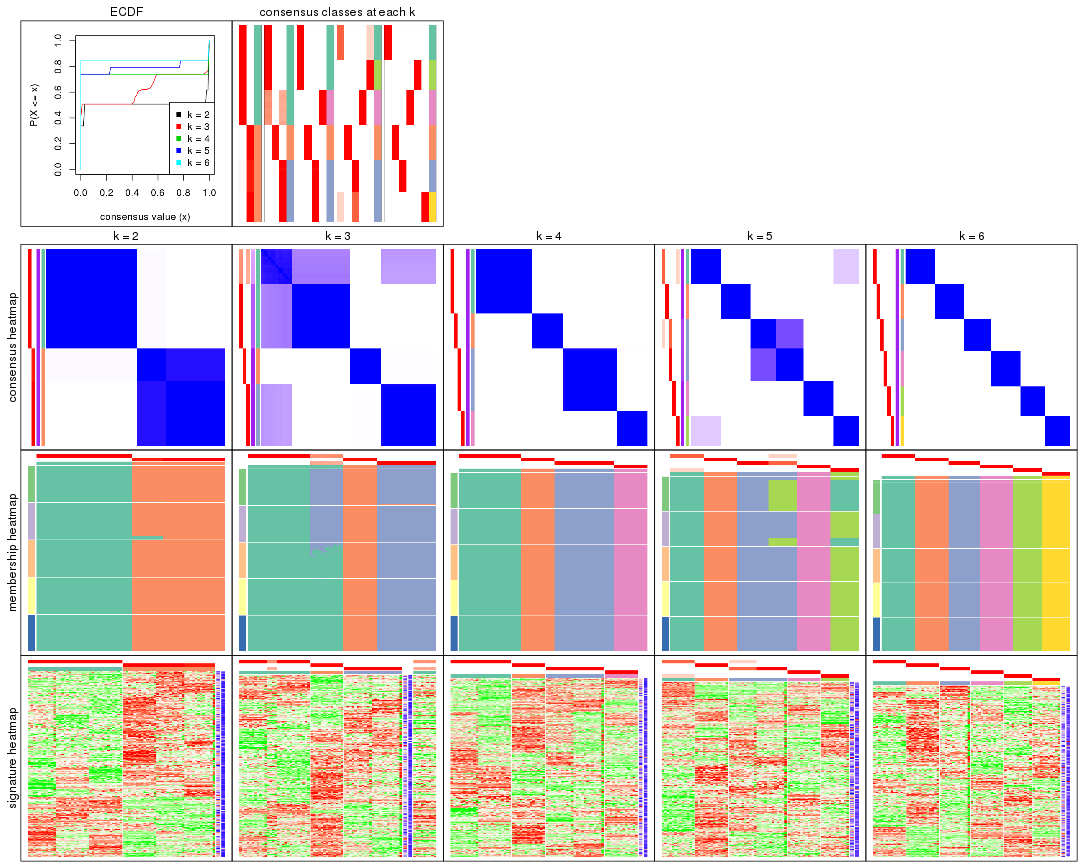 ECDF
consensus classes at each k
P(X <= x)
0.0 0.2 0.4 0.6 0.8 1.0
k = 2
k = 3
k = 4
k = 5
k = 6
0.0 0.2 0.4 0.6 0.8 1.0
consensus value (x)
k = 2
k = 3
k = 4
k = 5
k = 6
consensus heatmap
membership heatmap
signature heatmap